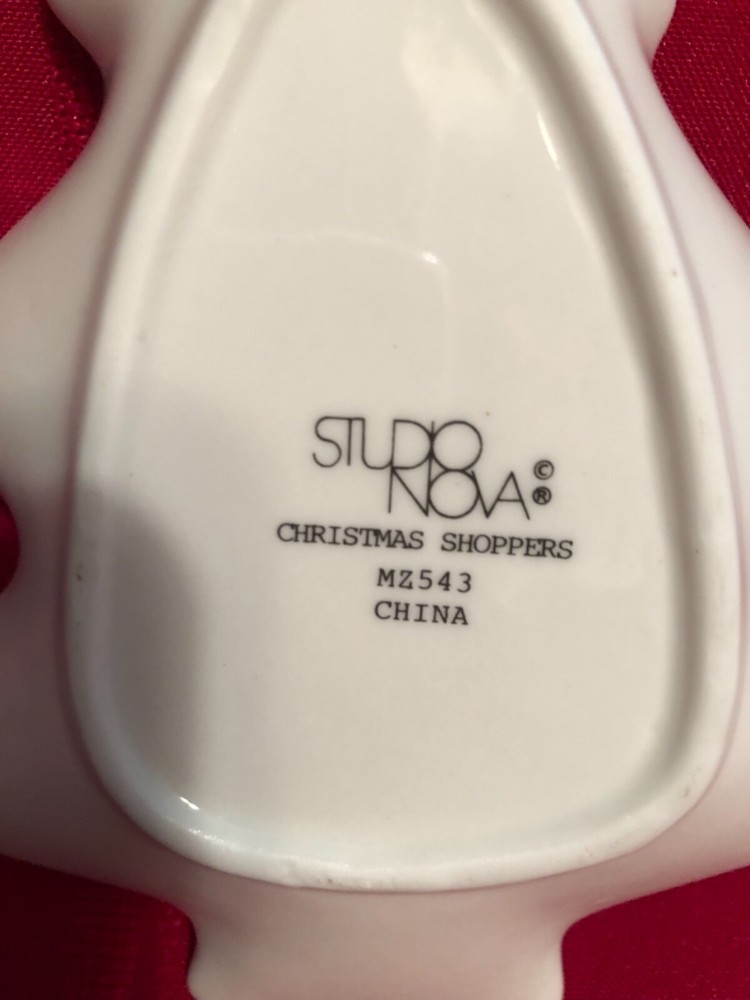 STUDIO
NOVA © ®
CHRISTMAS SHOPPERS
MZ543
CHINA